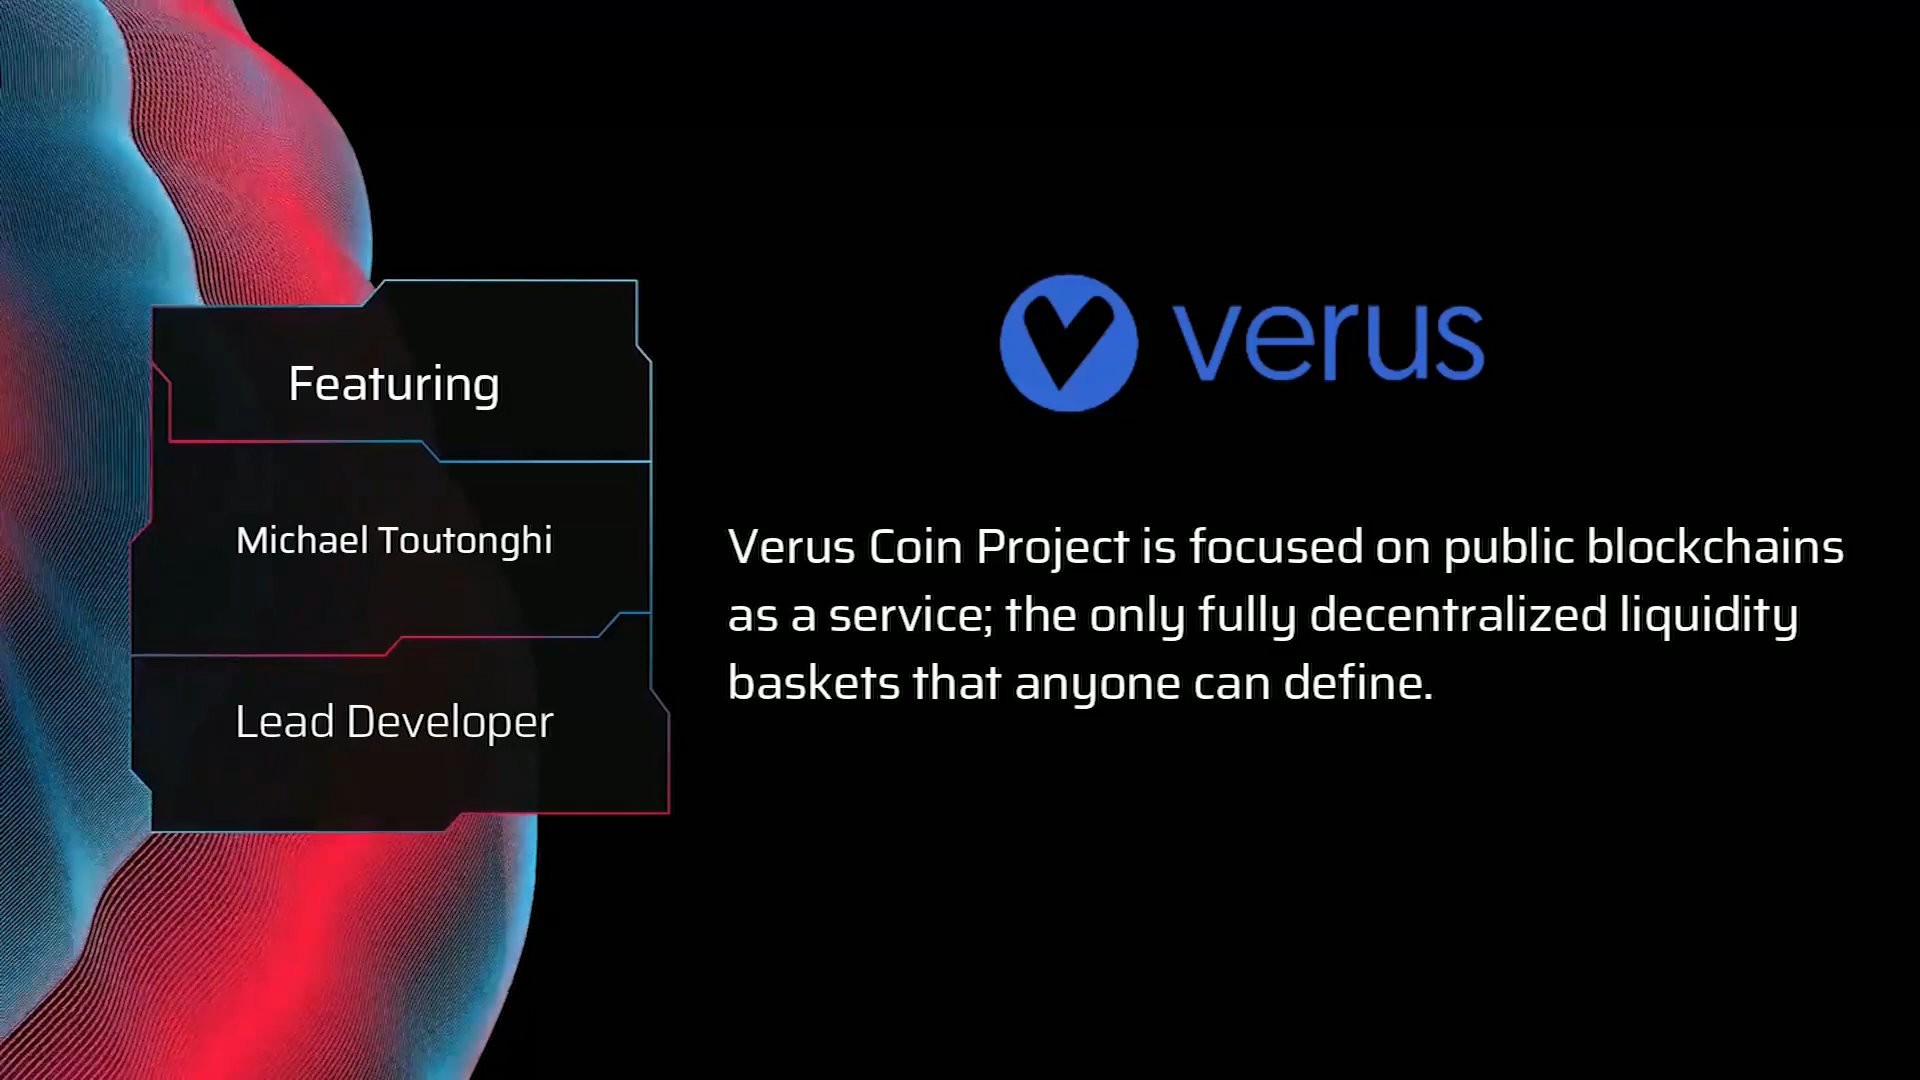 Featuring
Michael Toutonghi
Lead Developer
verus
Verus Coin Project is focused on public blockchains
as a service; the only fully decentralized liquidity
baskets that anyone can define.